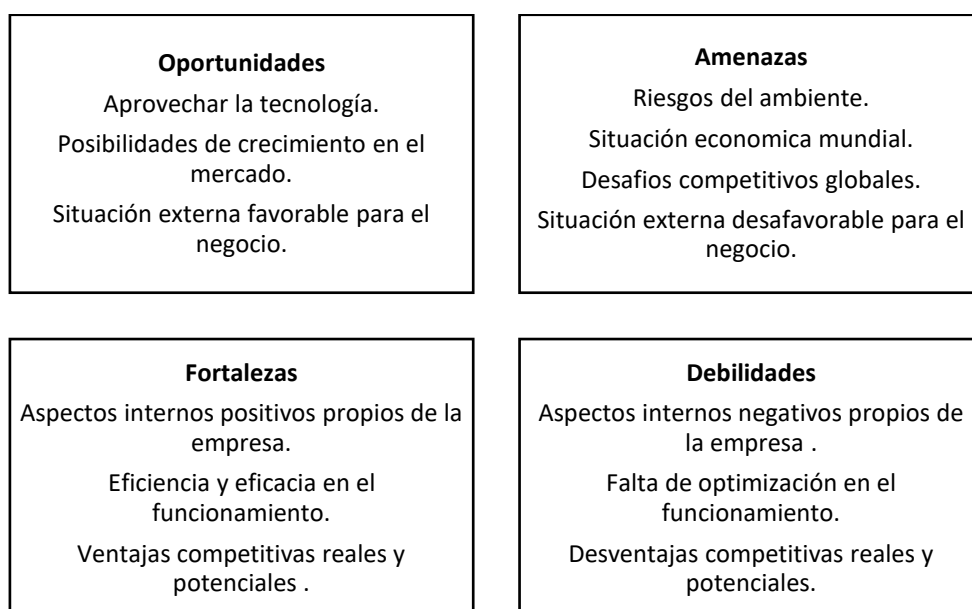 Oportunidades
Aprovechar la tecnología.
Posibilidades de crecimiento en el
mercado.
Situación externa favorable para el
negocio.
Amenazas
Riesgos del ambiente.
Situación economica mundial.
Desafios competitivos globales.
Situación externa desafavorable para el
negocio.
Fortalezas
Aspectos internos positivos propios de la
empresa.
Eficiencia y eficacia en el
funcionamiento.
Ventajas competitivas reales y
potenciales .
Debilidades
Aspectos internos negativos propios de
la empresa .
Falta de optimización en el
funcionamiento.
Desventajas competitivas reales y
potenciales.